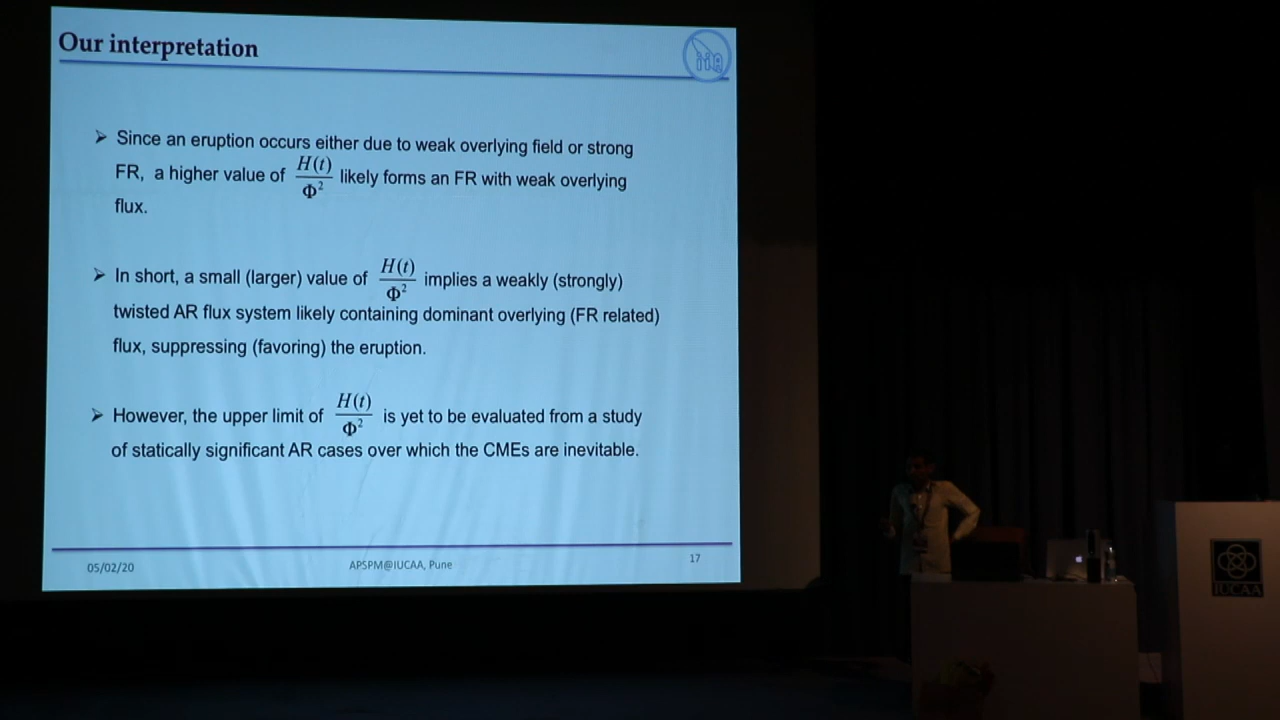 Our interpretation
iia
➢ Since an eruption occurs either due to weak overlying field or strong
FR, a higher value of H(t)/Φ² likely forms an FR with weak overlying
flux.
➢ In short, a small (larger) value of H(t)/Φ² implies a weakly (strongly)
twisted AR flux system likely containing dominant overlying (FR related)
flux, suppressing (favoring) the eruption.
➢ However, the upper limit of H(t)/Φ² is yet to be evaluated from a study
of statically significant AR cases over which the CMEs are inevitable.
05/02/20
APSPM@IUCAA, Pune
17
IUCAA